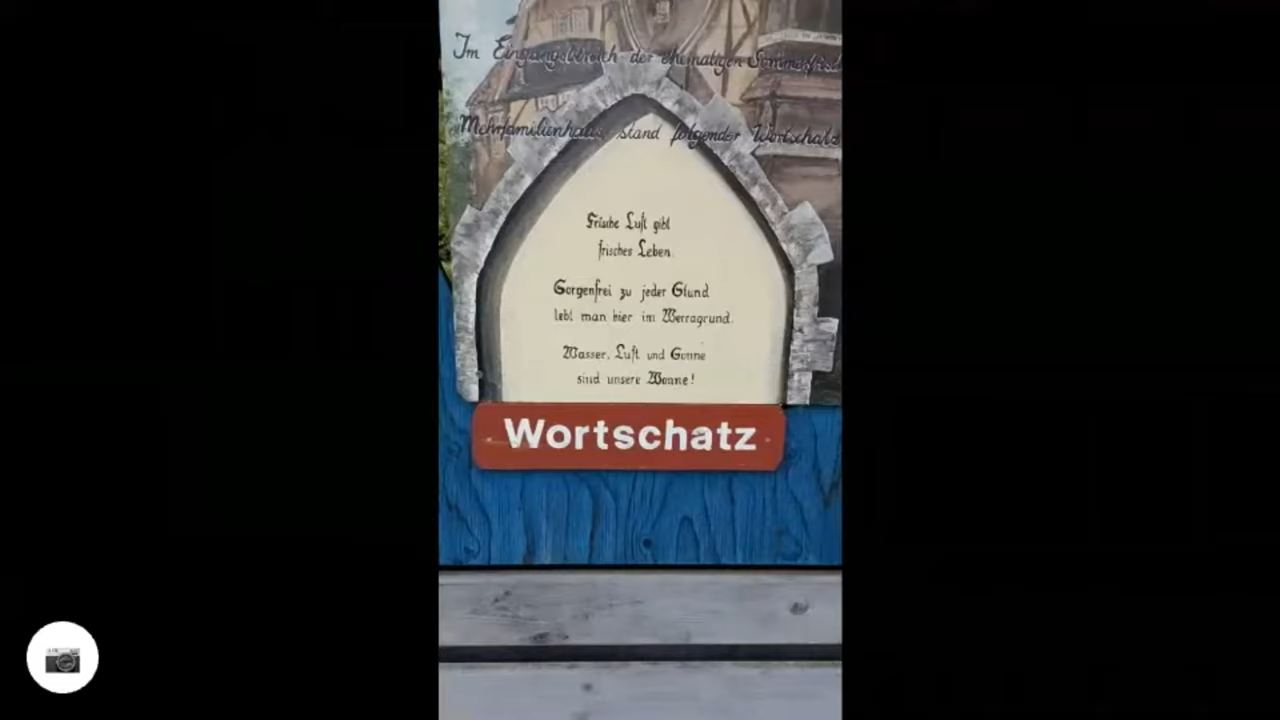 Im Eingangsbereich der ehemaligen
Mehrfamilienhaus, stand folgender Wortschatz
Frische Luft gibt
frisches Leben.
Sorgenfrei zu jeder Stund
lebt man hier im Werragrund.
Wasser, Luft und Sonne
sind unsere Wonne!
Wortschatz